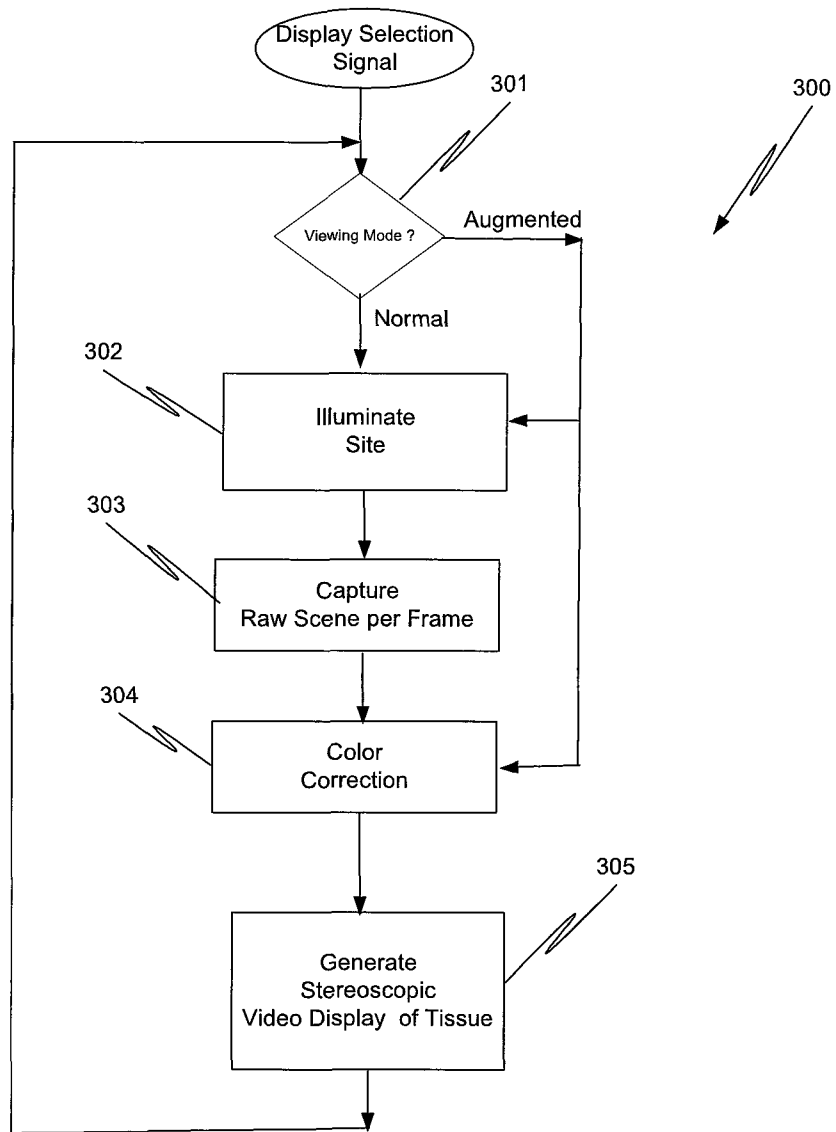 Display Selection
Signal
301
300
Viewing Mode ?
Augmented
Normal
302
Illuminate
Site
303
Capture
Raw Scene per Frame
304
Color
Correction
305
Generate
Stereoscopic
Video Display of Tissue